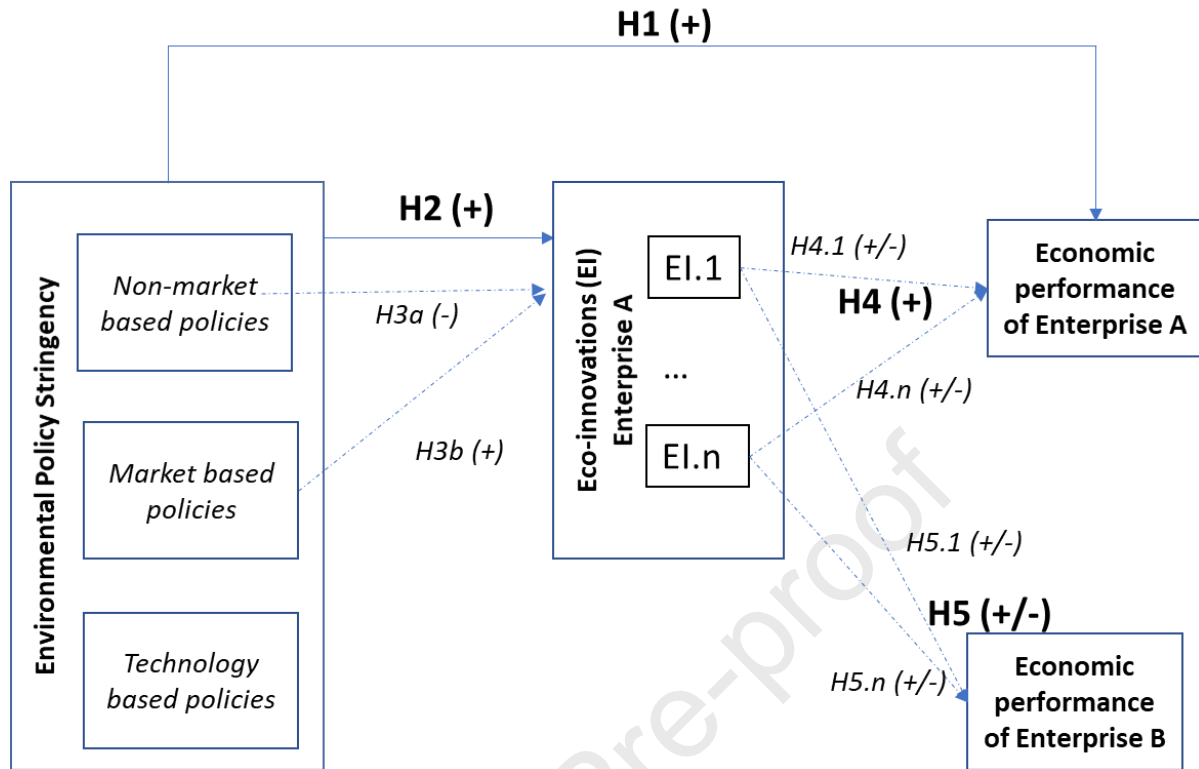 H1 (+)
Environmental Policy Stringency
Non-market
based policies
Market based
policies
Technology
based policies
H2 (+)
H3a (-)
H3b (+)
Eco-innovations (EI)
Enterprise A
EI.1
...
EI.n
H4.1 (+/-)
H4 (+)
H4.n (+/-)
H5.1 (+/-)
H5 (+/-)
H5.n (+/-)
Economic
performance
of Enterprise A
Economic
performance
of Enterprise B
Pre-proof